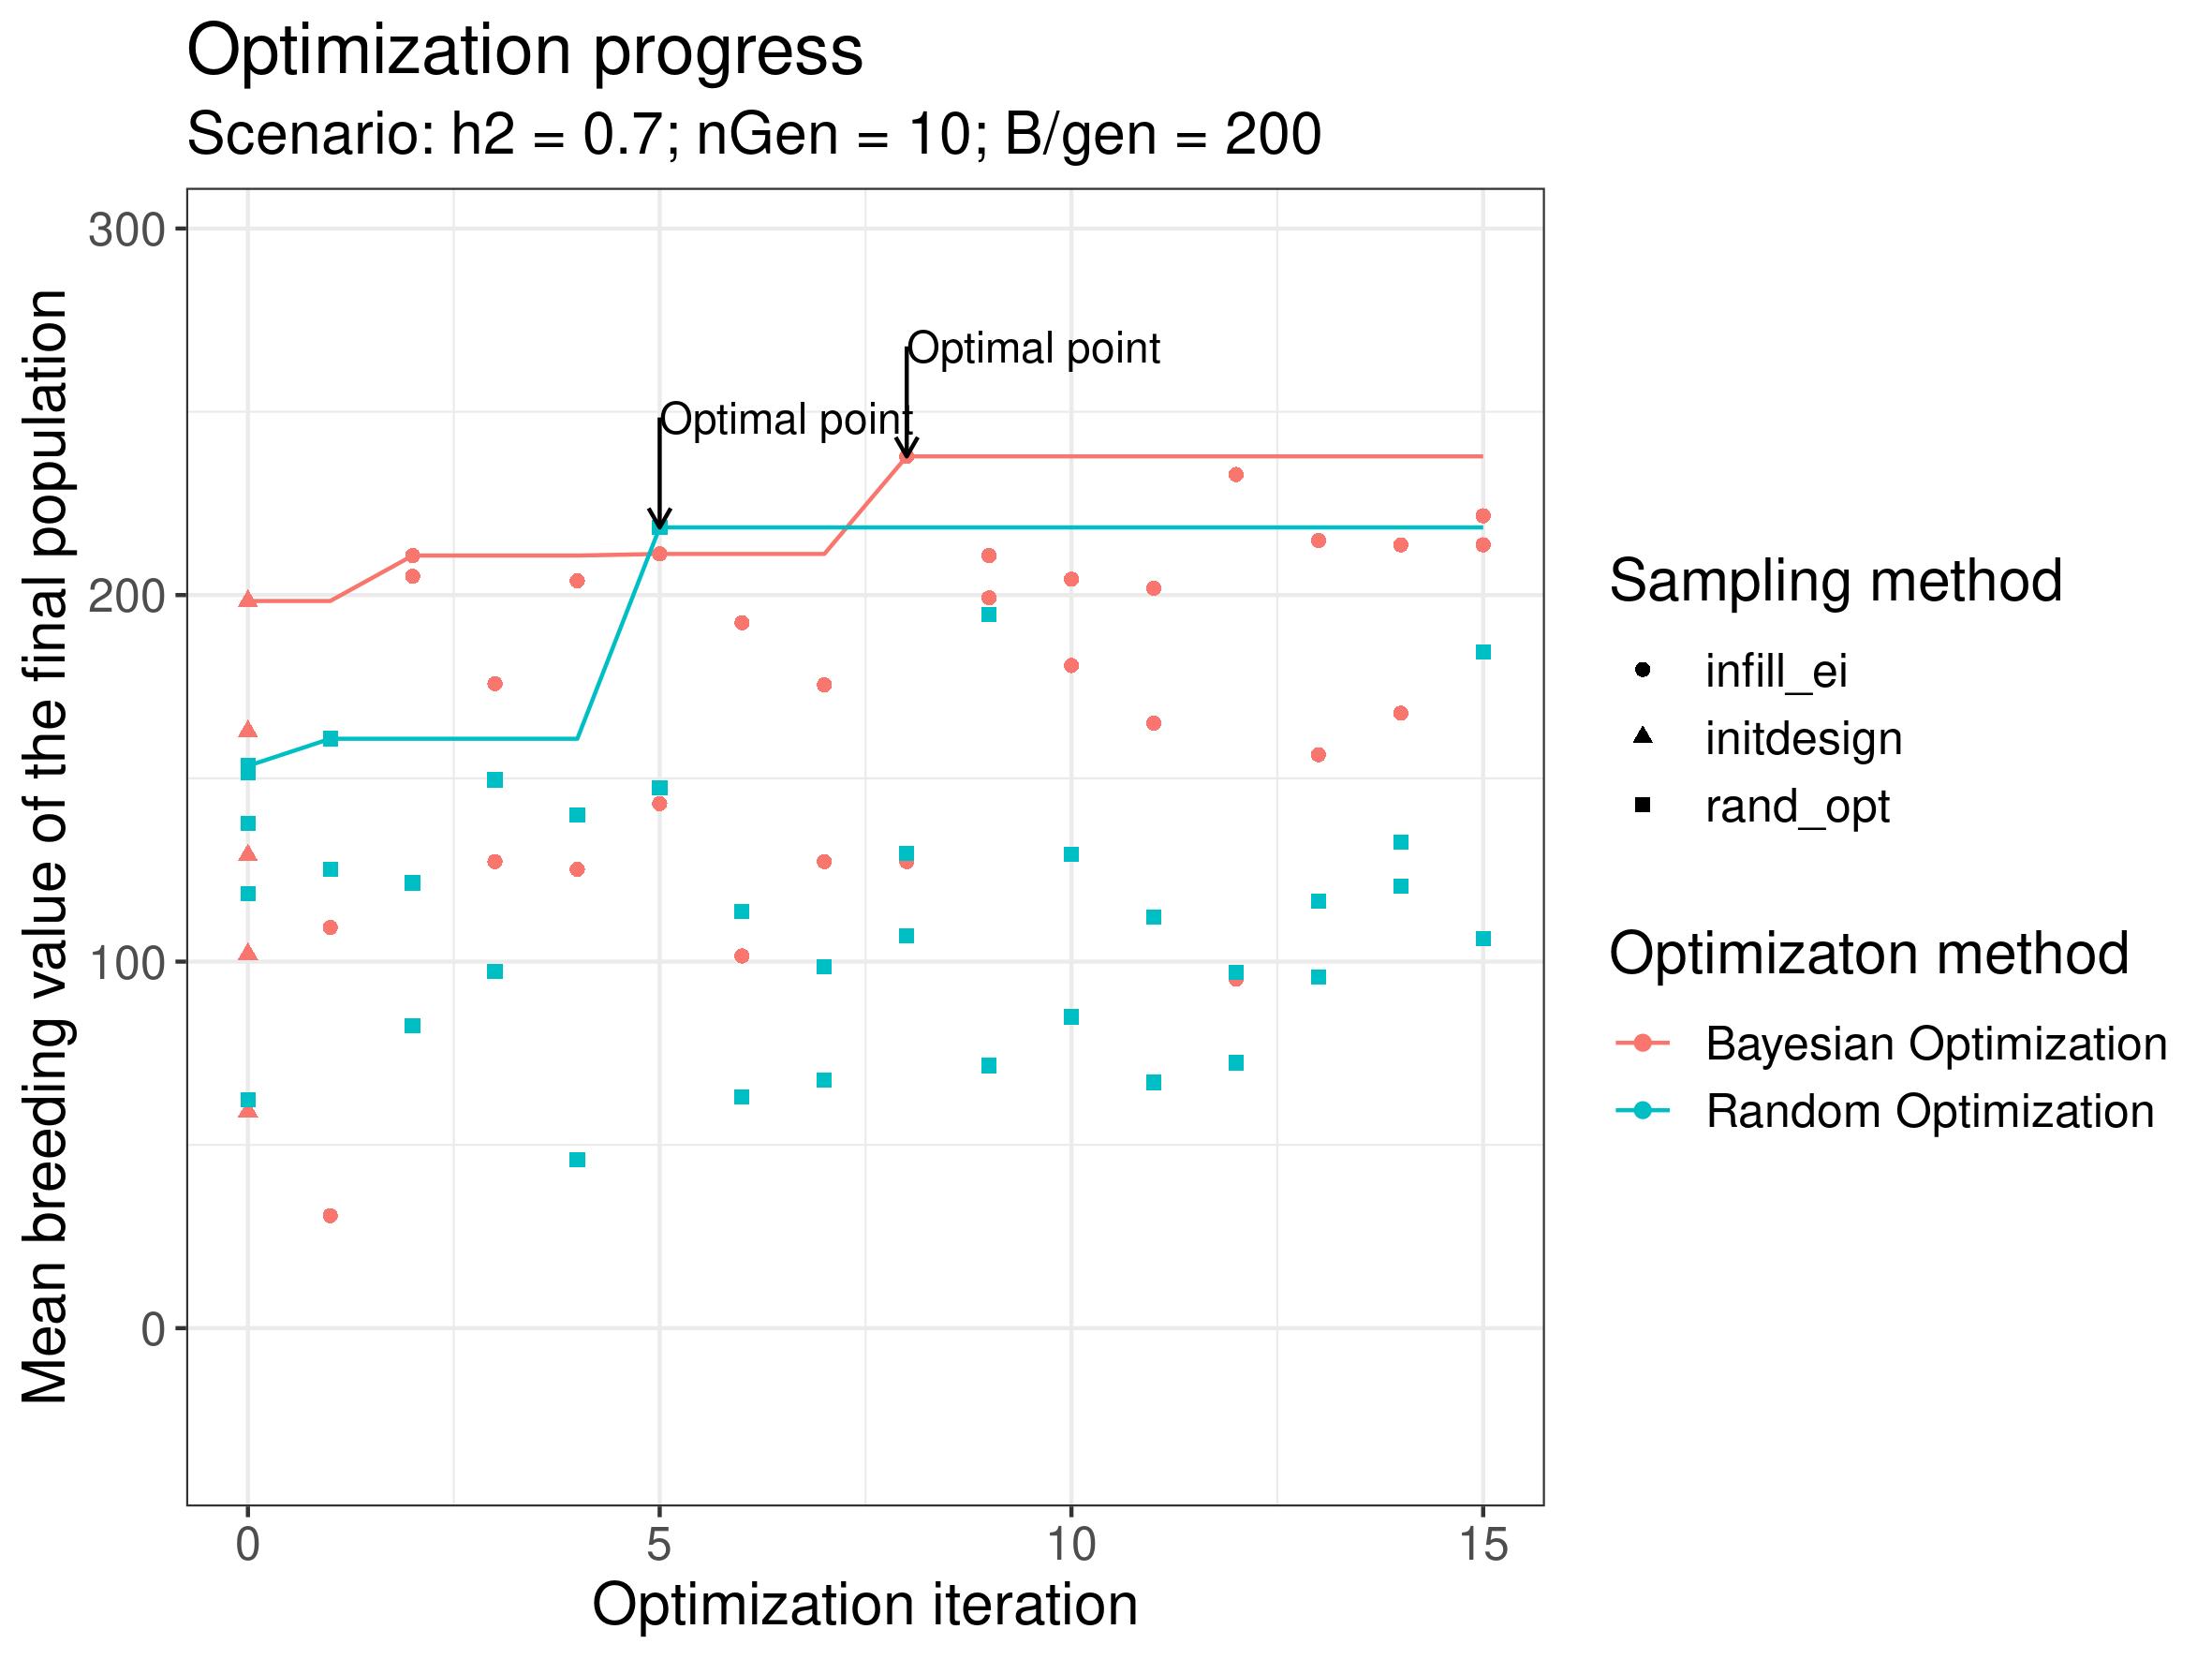 Optimization progress
Scenario: h2 = 0.7; nGen = 10; B/gen = 200
Mean breeding value of the final population
300
200
100
0
Optimal point
Optimal point
0 5 10 15
Optimization iteration
Sampling method
infill_ei
initdesign
rand_opt
Optimizaton method
Bayesian Optimization
Random Optimization